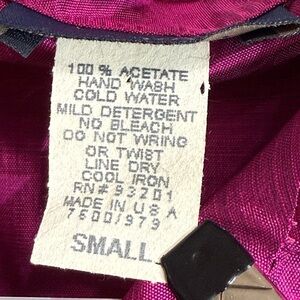 100% ACETATE
HAND WASH
COLD WATER
MILD DETERGENT
NO BLEACH
DO NOT WRING
OR TWIST
LINE DRY
COOL IRON
RN# 93201
MADE IN U S A
7600/979
SMALL